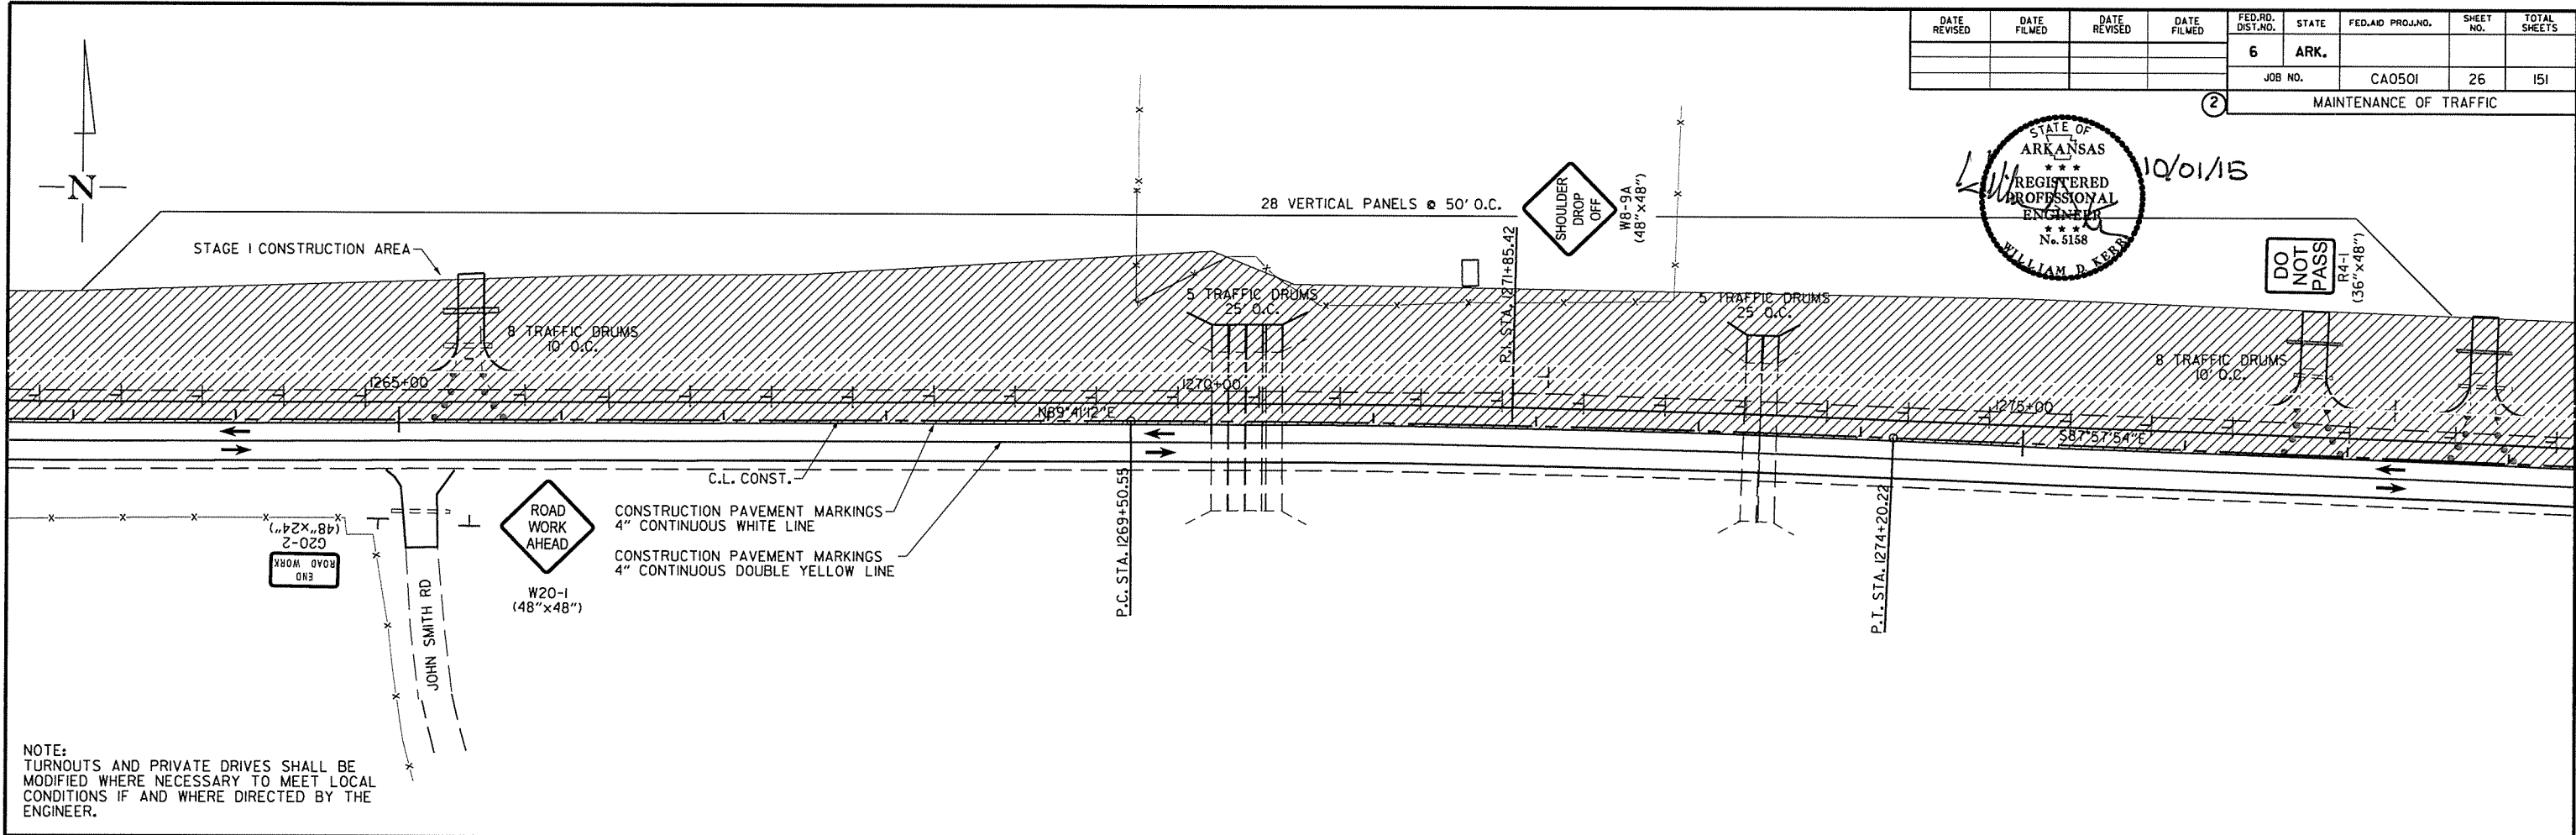 DATE REVISED
DATE FILMED
DATE REVISED
DATE FILMED
FED.RD. DIST.NO.
STATE
FED.AID PROJ.NO.
SHEET NO.
TOTAL SHEETS
6
ARK.
JOB NO.
CA0501
26
151
2
MAINTENANCE OF TRAFFIC
STATE OF
ARKANSAS
REGISTERED
PROFESSIONAL
ENGINEER
No. 5158
WILLIAM D. KERR
10/01/15
N
28 VERTICAL PANELS @ 50' O.C.
SHOULDER
DROP
OFF
W8-9A
(48"x48")
STAGE 1 CONSTRUCTION AREA
DO
NOT
PASS
R4-1
(36"x48")
8 TRAFFIC DRUMS
10' O.C.
5 TRAFFIC DRUMS
25' O.C.
P.I. STA. 1271+85.42
5 TRAFFIC DRUMS
25' O.C.
8 TRAFFIC DRUMS
10' O.C.
1265+00
1270+00
1275+00
N89°41'12"E
S87°57'54"E
C.L. CONST.
CONSTRUCTION PAVEMENT MARKINGS
4" CONTINUOUS WHITE LINE
CONSTRUCTION PAVEMENT MARKINGS
4" CONTINUOUS DOUBLE YELLOW LINE
P.C. STA. 1269+50.55
P.T. STA. 1274+20.22
ROAD
WORK
AHEAD
W20-1
(48"x48")
END
ROAD WORK
G20-2
(48"x24")
JOHN SMITH RD
NOTE:
TURNOUTS AND PRIVATE DRIVES SHALL BE
MODIFIED WHERE NECESSARY TO MEET LOCAL
CONDITIONS IF AND WHERE DIRECTED BY THE
ENGINEER.